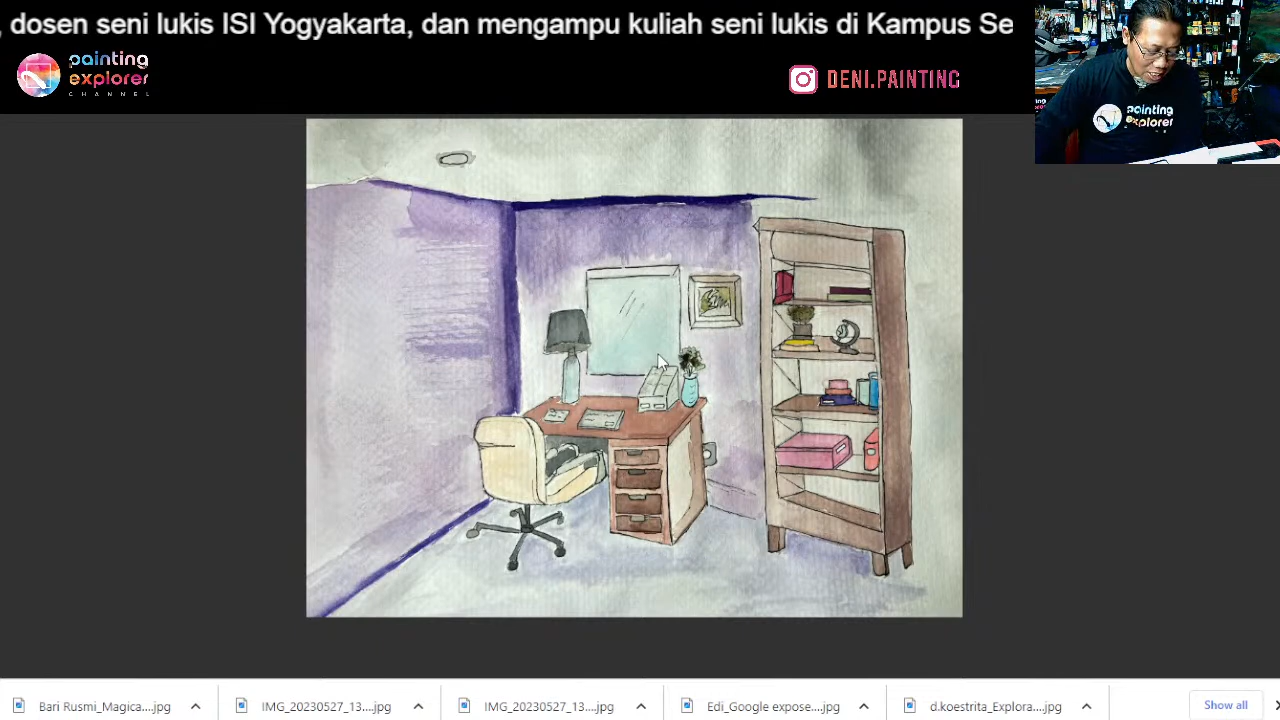 , dosen seni lukis ISI Yogyakarta, dan mengampu kuliah seni lukis di Kampus Se
painting
explorer
CHANNEL
DENI.PAINTING
painting
explorer
Bari Rusmi_Magica....jpg
IMG_20230527_13....jpg
IMG_20230527_13....jpg
Edi_Google expose....jpg
d.koestrita_Explora....jpg
Show all